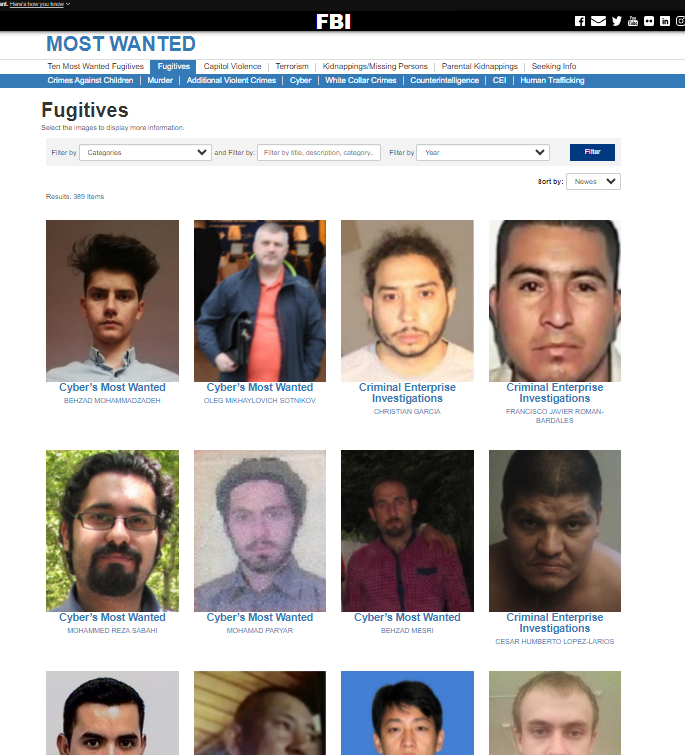 ent. Here's how you know
FBI
MOST WANTED
Ten Most Wanted Fugitives Fugitives Capitol Violence Terrorism Kidnappings/Missing Persons Parental Kidnappings Seeking Info
Crimes Against Children Murder Additional Violent Crimes Cyber White Collar Crimes Counterintelligence CEI Human Trafficking
Fugitives
Select the images to display more information.
Filter by Categories and Filter by: Filter by title, description, category... Filter by Year Filter
Sort by: Newes
Results: 389 Items
Cyber's Most Wanted Cyber's Most Wanted Criminal Enterprise Investigations Criminal Enterprise Investigations
BEHZAD MOHAMMADZADEH OLEG MIKHAYLOVICH SOTNIKOV CHRISTIAN GARCIA FRANCISCO JAVIER ROMAN-BARDALES
Cyber's Most Wanted Cyber's Most Wanted Cyber's Most Wanted Criminal Enterprise Investigations
MOHAMMED REZA SABAHI MOHAMAD PARYAR BEHZAD MESRI CESAR HUMBERTO LOPEZ-LARIOS